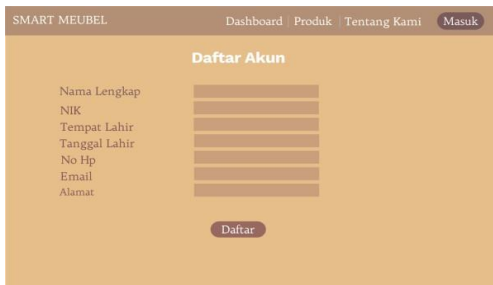 SMART MEUBEL Dashboard | Produk | Tentang Kami Masuk
Daftar Akun
Nama Lengkap
NIK
Tempat Lahir
Tanggal Lahir
No Hp
Email
Alamat
Daftar